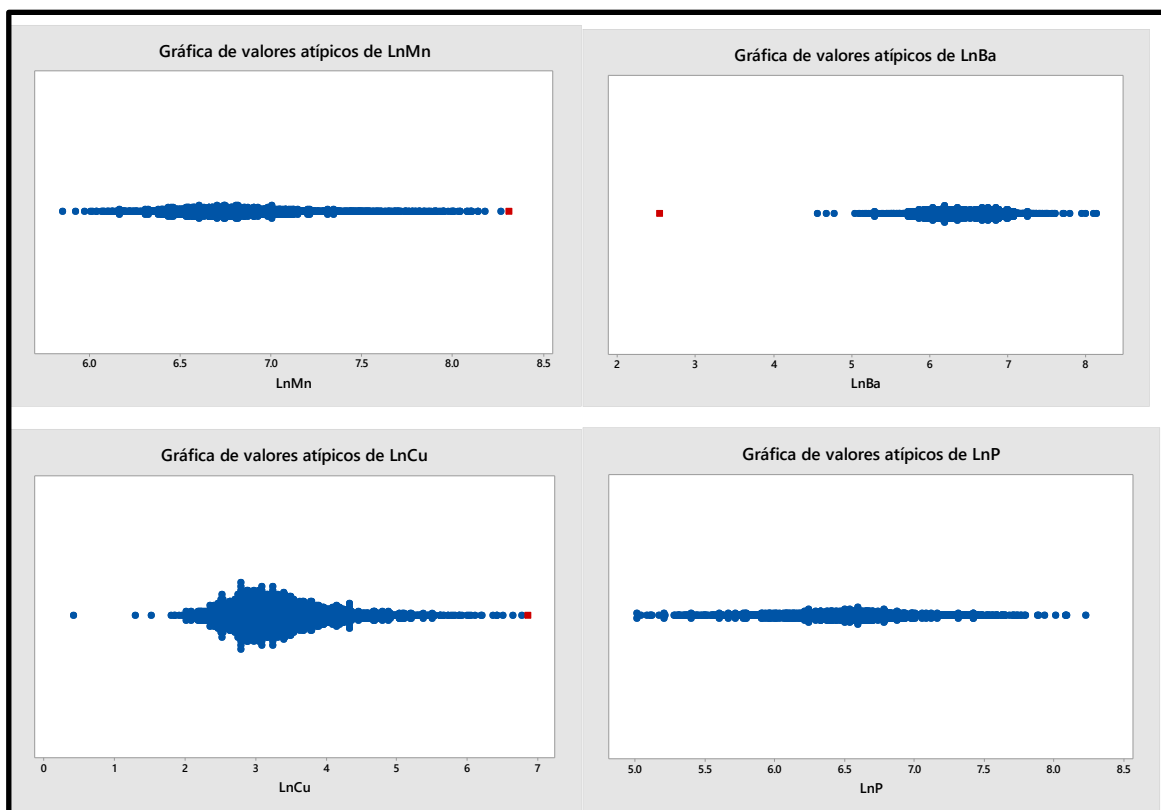 Gráfica de valores atípicos de LnMn
6.0 6.5 7.0 7.5 8.0 8.5
LnMn
Gráfica de valores atípicos de LnBa
2 3 4 5 6 7 8
LnBa
Gráfica de valores atípicos de LnCu
0 1 2 3 4 5 6 7
LnCu
Gráfica de valores atípicos de LnP
5.0 5.5 6.0 6.5 7.0 7.5 8.0 8.5
LnP